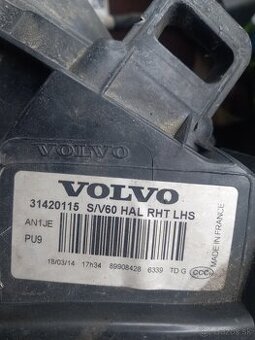 VOLVO
VOLVO
31420115 S/V60 HAL RHT LHS
AN1JE
PU9
18/03/14 17h34 89908428 6339 TD G
CCC
MADE IN FRANCE